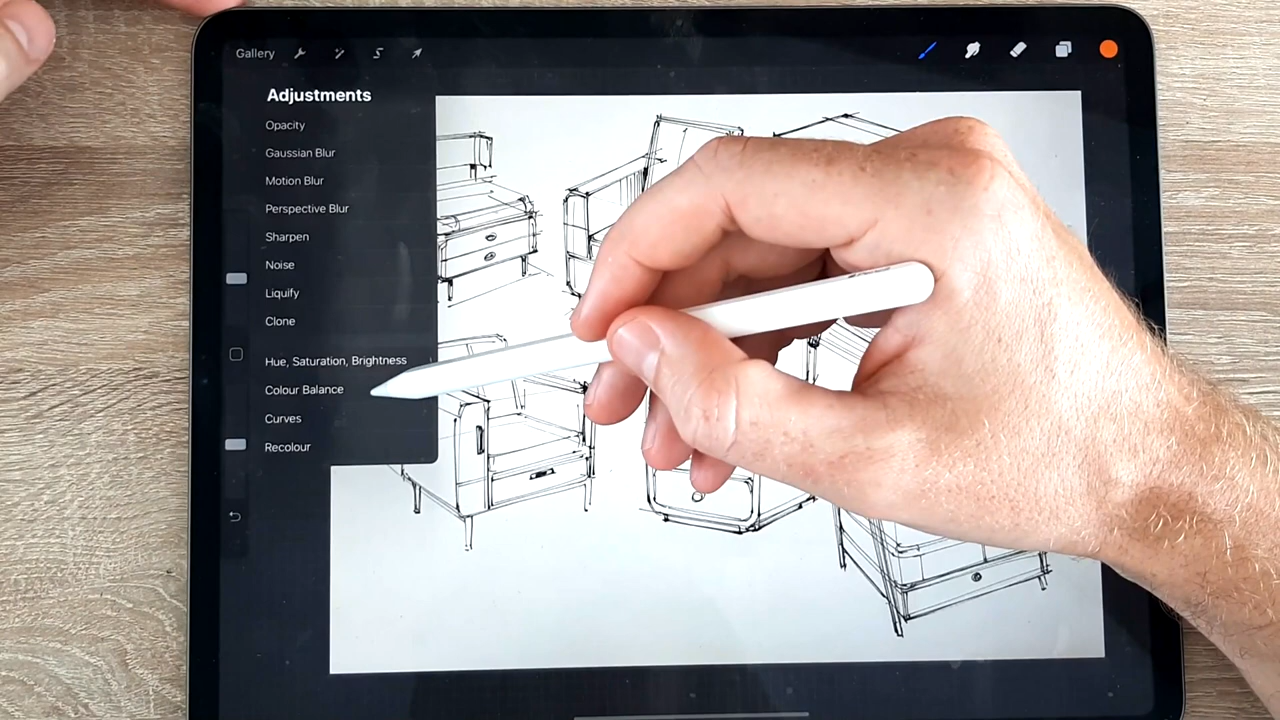 Gallery
Adjustments
Opacity
Gaussian Blur
Motion Blur
Perspective Blur
Sharpen
Noise
Liquify
Clone
Hue, Saturation, Brightness
Colour Balance
Curves
Recolour